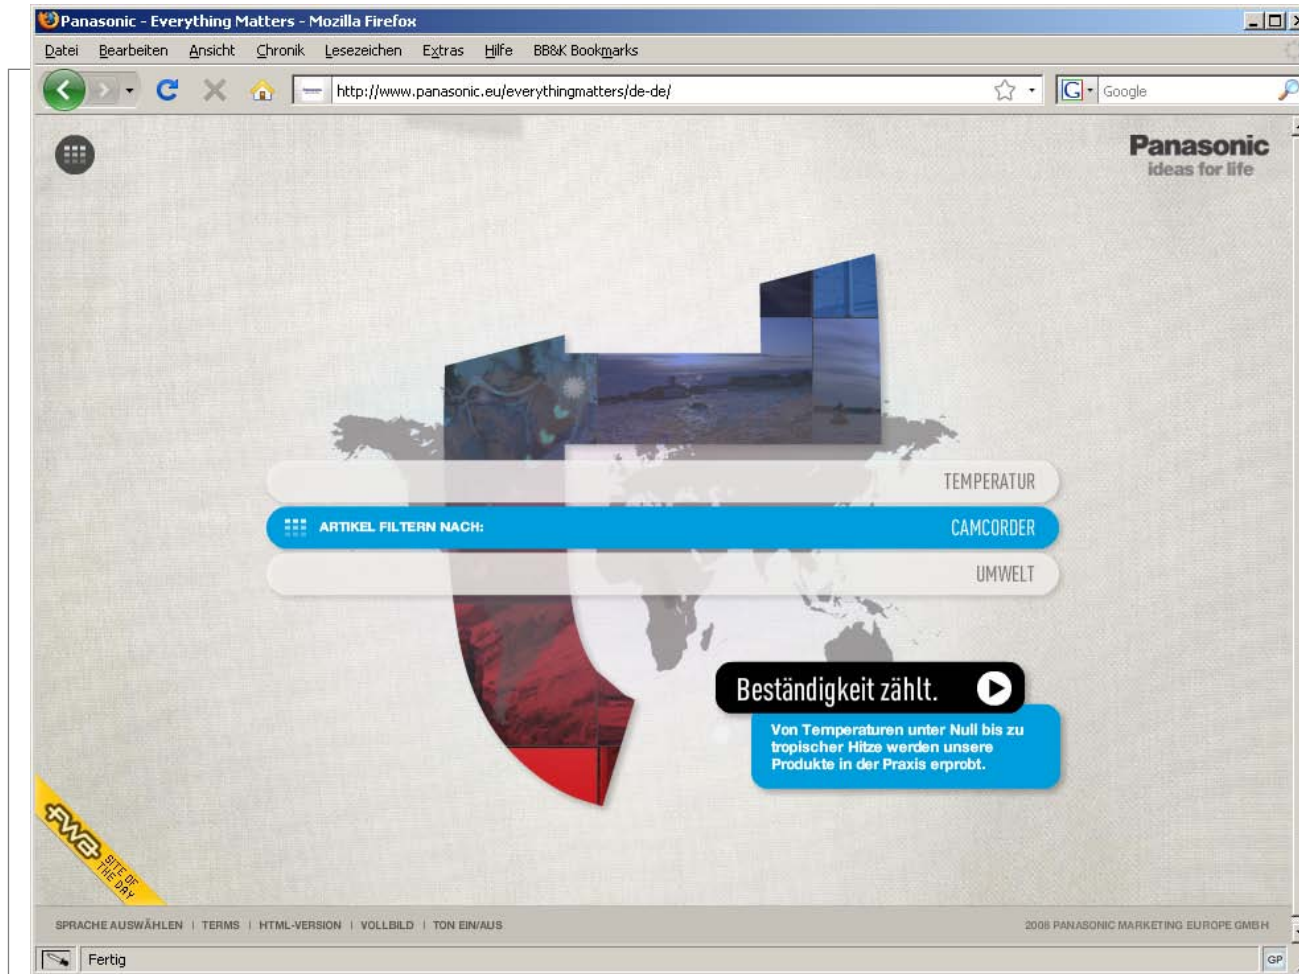 Panasonic - Everything Matters - Mozilla Firefox
Datei Bearbeiten Ansicht Chronik Lesezeichen Extras Hilfe BB&K Bookmarks
http://www.panasonic.eu/everythingmatters/de-de/
G Google
Panasonic
ideas for life
TEMPERATUR
ARTIKEL FILTERN NACH: CAMCORDER
UMWELT
Beständigkeit zählt.
Von Temperaturen unter Null bis zu
tropischer Hitze werden unsere
Produkte in der Praxis erprobt.
fwa
SITE OF
THE DAY
SPRACHE AUSWÄHLEN | TERMS | HTML-VERSION | VOLLBILD | TON EIN/AUS
2008 PANASONIC MARKETING EUROPE GMBH
Fertig
GP